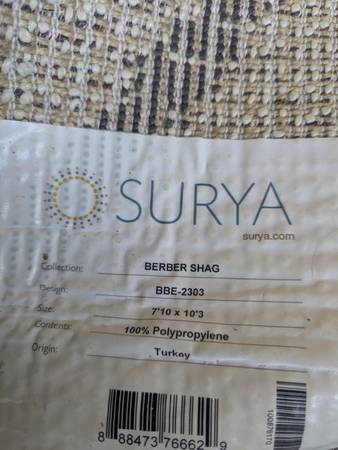 SURYA
surya.com
Collection: BERBER SHAG
Design: BBE-2303
Size: 7'10 x 10'3
Contents: 100% Polypropylene
Origin: Turkey
8 88473 76662 9
100876170